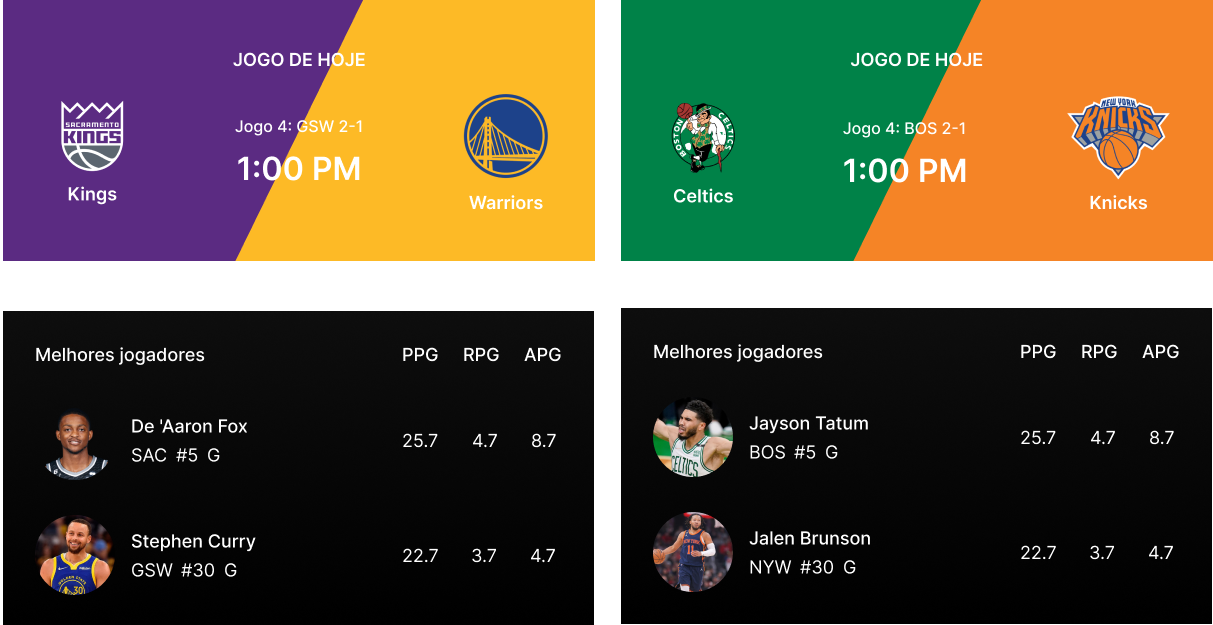 JOGO DE HOJE
SACRAMENTO
KINGS
Jogo 4: GSW 2-1
1:00 PM
Kings
Warriors
JOGO DE HOJE
BOSTON CELTICS
NEW YORK
KNICKS
Jogo 4: BOS 2-1
1:00 PM
Celtics
Knicks
Melhores jogadores PPG RPG APG
De 'Aaron Fox
SAC #5 G
25.7 4.7 8.7
Stephen Curry
GSW #30 G
22.7 3.7 4.7
Melhores jogadores PPG RPG APG
CELTICS
Jayson Tatum
BOS #5 G
25.7 4.7 8.7
11
Jalen Brunson
NYW #30 G
22.7 3.7 4.7